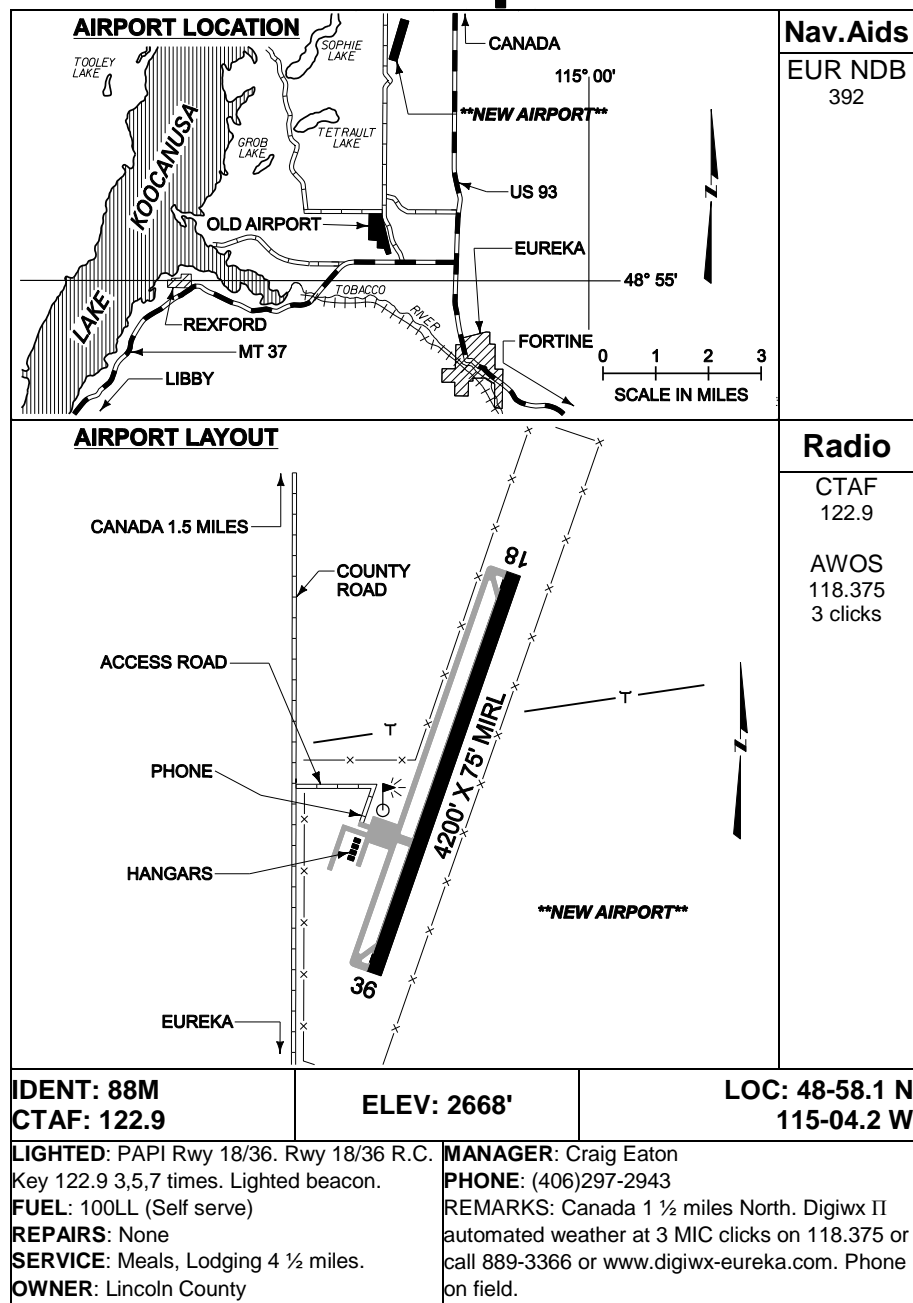 AIRPORT LOCATION
TOOLEY
LAKE
SOPHIE
LAKE
CANADA
115° 00'
**NEW AIRPORT**
TETRAULT
LAKE
GROB
LAKE
LAKE KOOCANUSA
US 93
OLD AIRPORT
EUREKA
48° 55'
TOBACCO RIVER
REXFORD
FORTINE
MT 37
LIBBY
N
0 1 2 3
SCALE IN MILES
Nav.Aids
EUR NDB
392
AIRPORT LAYOUT
CANADA 1.5 MILES
COUNTY
ROAD
ACCESS ROAD
PHONE
HANGARS
EUREKA
18
4200' X 75' MIRL
36
T
T
N
**NEW AIRPORT**
Radio
CTAF
122.9
AWOS
118.375
3 clicks
IDENT: 88M
CTAF: 122.9
ELEV: 2668'
LOC: 48-58.1 N
115-04.2 W
LIGHTED: PAPI Rwy 18/36. Rwy 18/36 R.C.
Key 122.9 3,5,7 times. Lighted beacon.
FUEL: 100LL (Self serve)
REPAIRS: None
SERVICE: Meals, Lodging 4 ½ miles.
OWNER: Lincoln County
MANAGER: Craig Eaton
PHONE: (406)297-2943
REMARKS: Canada 1 ½ miles North. Digiwx Π
automated weather at 3 MIC clicks on 118.375 or
call 889-3366 or www.digiwx-eureka.com. Phone
on field.